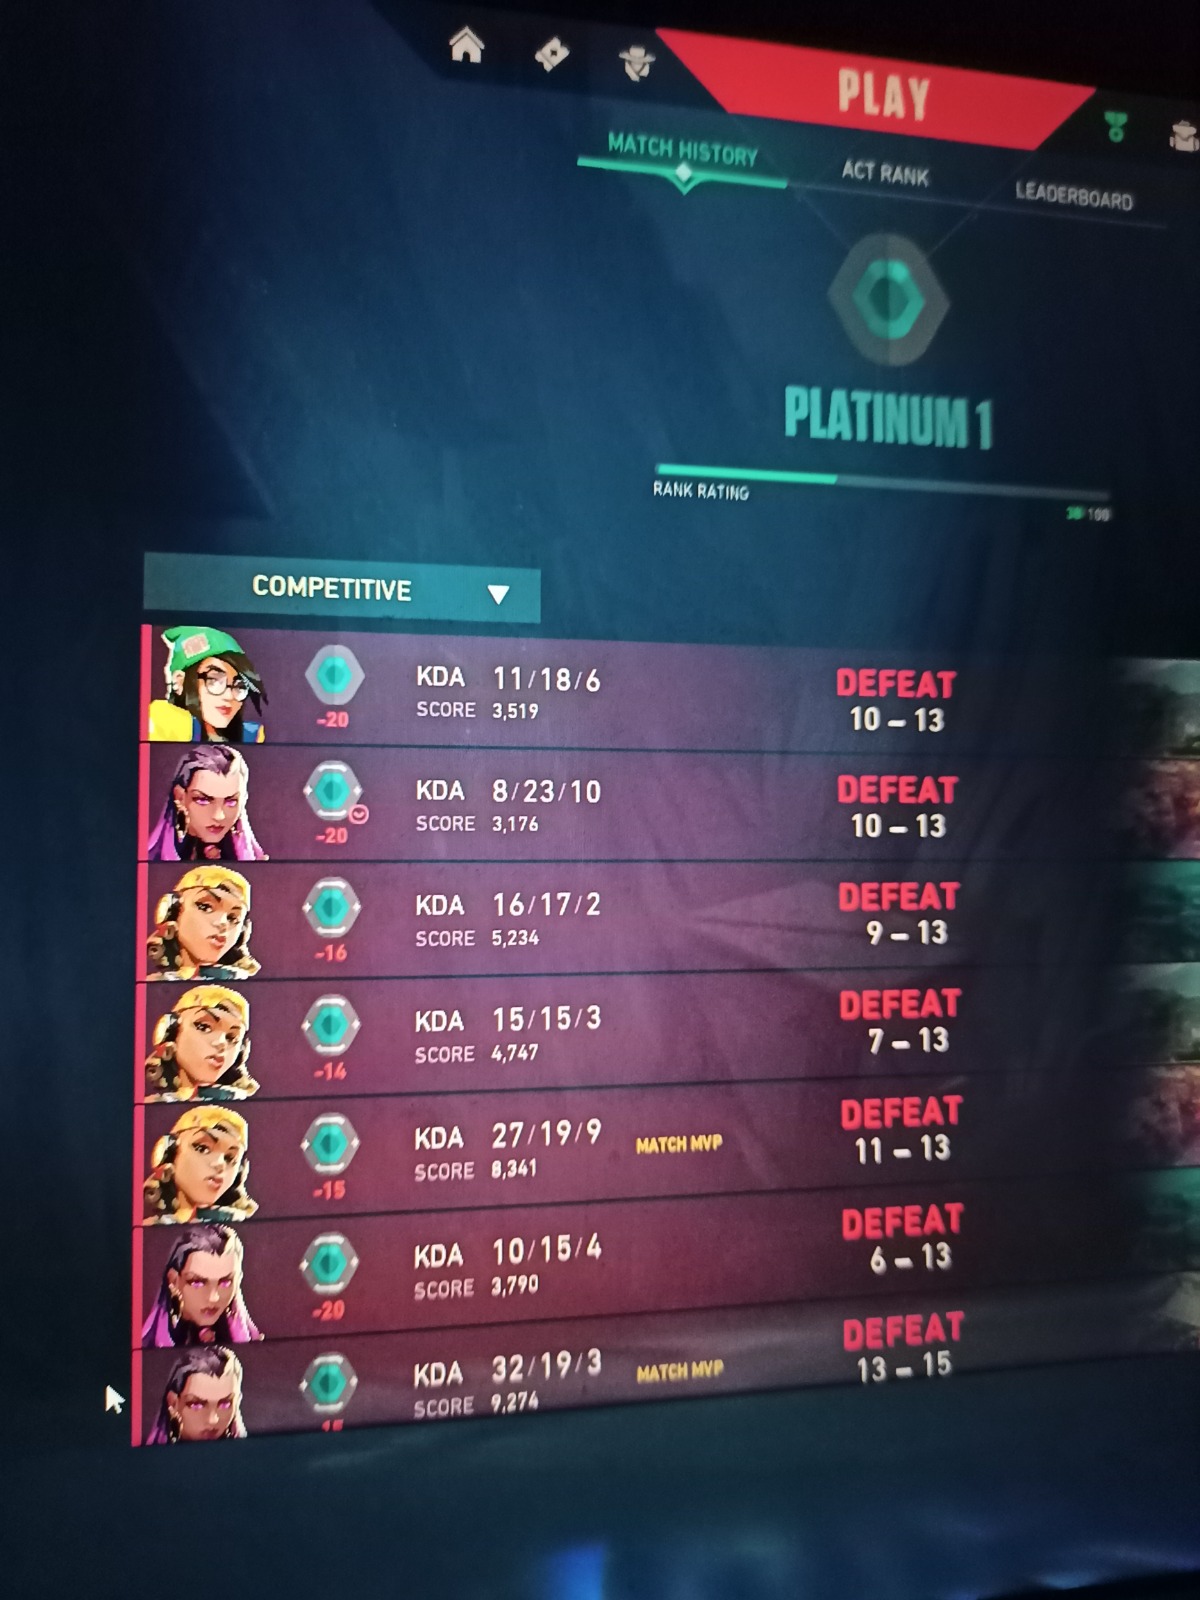 PLAY
MATCH HISTORY
ACT RANK
LEADERBOARD
PLATINUM 1
RANK RATING
100
COMPETITIVE
KDA 11/18/6
DEFEAT
-20
SCORE 3,519
10 – 13
KDA 8/23/10
DEFEAT
-20
SCORE 3,176
10 – 13
KDA 16/17/2
DEFEAT
-16
SCORE 5,234
9 – 13
KDA 15/15/3
DEFEAT
-14
SCORE 4,747
7 – 13
KDA 27/19/9
MATCH MVP
DEFEAT
-15
SCORE 8,341
11 – 13
KDA 10/15/4
DEFEAT
-20
SCORE 3,790
6 – 13
KDA 32/19/3
MATCH MVP
DEFEAT
SCORE 9,274
13 – 15